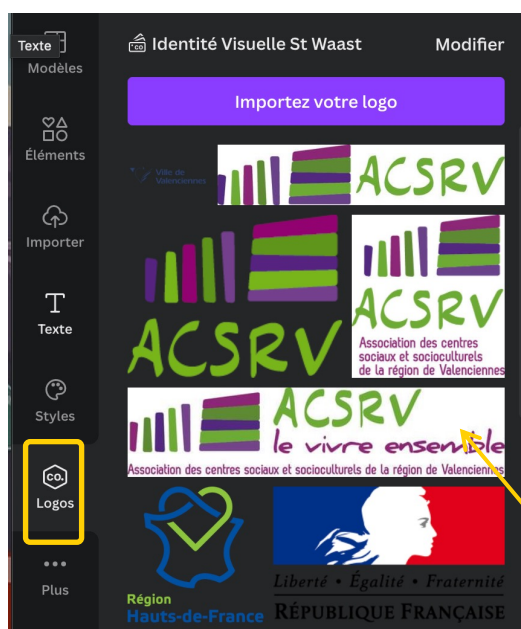 Texte
Modèles
Éléments
Importer
Texte
Styles
CO.
Logos
Plus
CO
Identité Visuelle St Waast
Modifier
Importez votre logo
Ville de
Valenciennes
ACSRV
ACSRV
ACSRV
Association des centres
sociaux et socioculturels
de la région de Valenciennes
ACSRV
le vivre ensemble
Association des centres sociaux et socioculturels de la région de Valenciennes
Région
Hauts-de-France
Liberté • Égalité • Fraternité
RÉPUBLIQUE FRANÇAISE